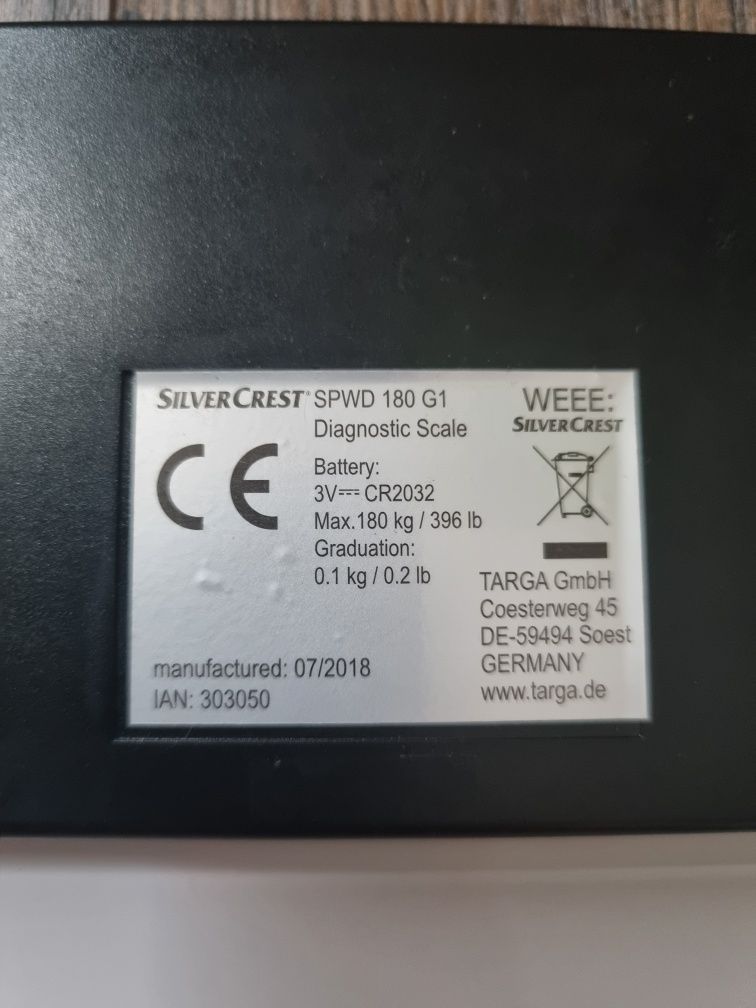 SILVERCREST® SPWD 180 G1
Diagnostic Scale
CE
Battery:
3V⎓ CR2032
Max.180 kg / 396 lb
Graduation:
0.1 kg / 0.2 lb
manufactured: 07/2018
IAN: 303050
WEEE:
SILVERCREST
TARGA GmbH
Coesterweg 45
DE-59494 Soest
GERMANY
www.targa.de